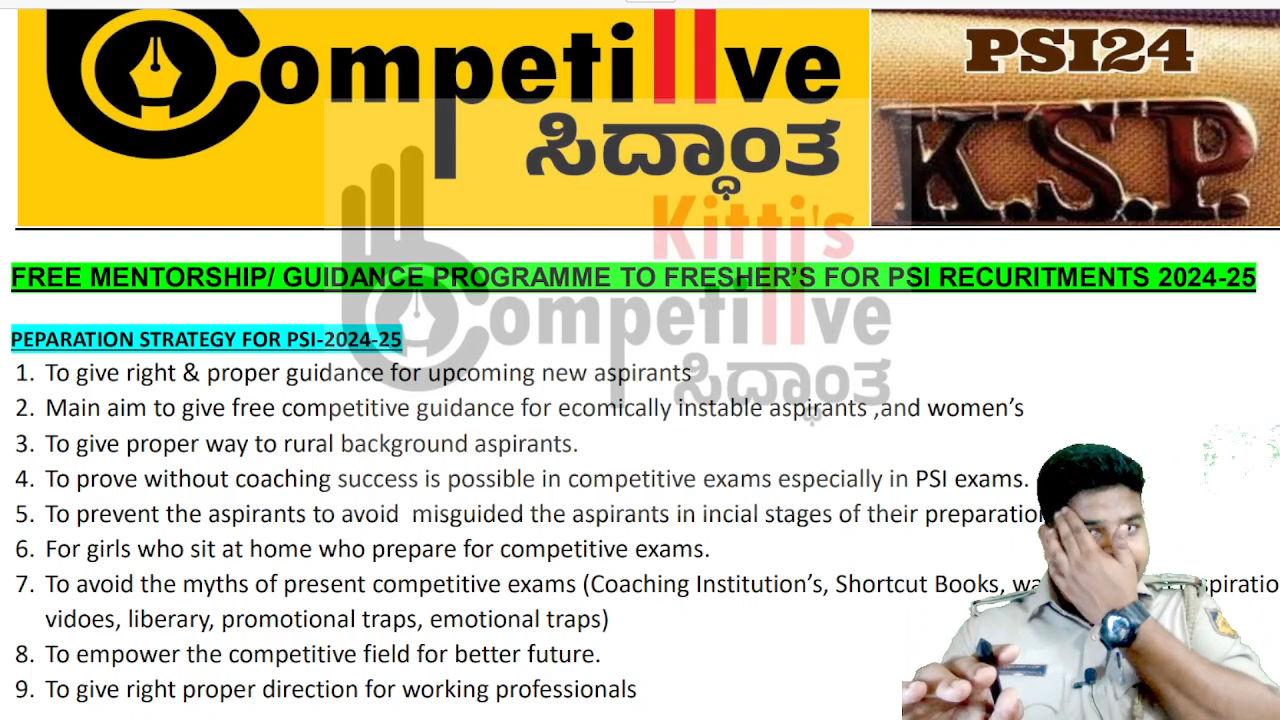 Competitive
PSI24
ಸಿದ್ಧಾಂತ
K.S.P.
Kitti's
FREE MENTORSHIP/ GUIDANCE PROGRAMME TO FRESHER'S FOR PSI RECURITMENTS 2024-25
Competitive
ಸಿದ್ಧಾಂತ
PEPARATION STRATEGY FOR PSI-2024-25
1. To give right & proper guidance for upcoming new aspirants
2. Main aim to give free competitive guidance for ecomically instable aspirants ,and women's
3. To give proper way to rural background aspirants.
4. To prove without coaching success is possible in competitive exams especially in PSI exams.
5. To prevent the aspirants to avoid misguided the aspirants in incial stages of their
6. For girls who sit at home who prepare for competitive exams.
7. To avoid the myths of present competitive exams (Coaching Institution's, Shortcut Books,
vidoes, liberary, promotional traps, emotional traps)
8. To empower the competitive field for better future.
9. To give right proper direction for working professionals